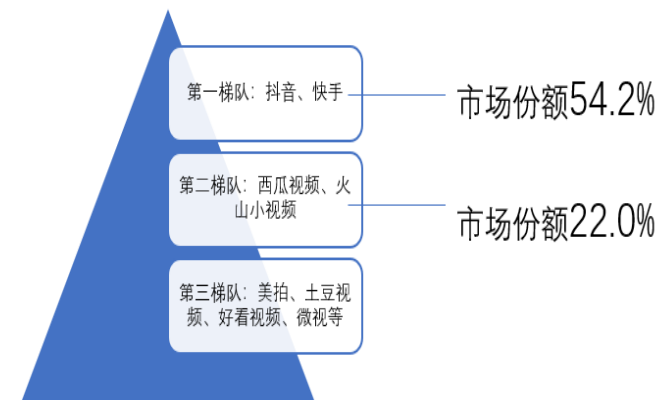 第一梯队：抖音、快手
市场份额54.2%
第二梯队：西瓜视频、火
山小视频
市场份额22.0%
第三梯队：美拍、土豆视
频、好看视频、微视等